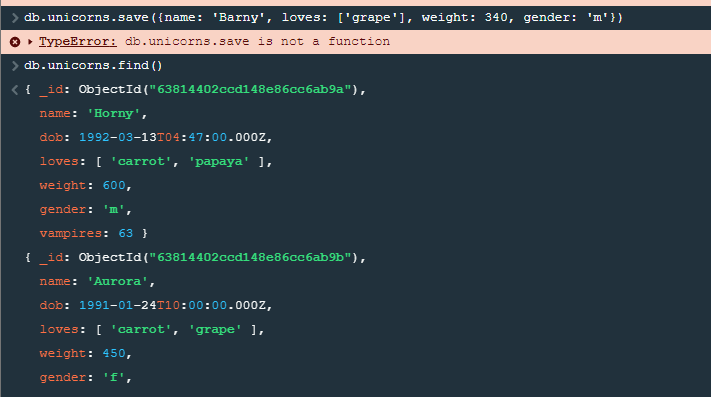 db.unicorns.save({name: 'Barny', loves: ['grape'], weight: 340, gender: 'm'})
TypeError: db.unicorns.save is not a function
db.unicorns.find()
{ _id: ObjectId("63814402ccd148e86cc6ab9a"),
name: 'Horny',
dob: 1992-03-13T04:47:00.000Z,
loves: [ 'carrot', 'papaya' ],
weight: 600,
gender: 'm',
vampires: 63 }
{ _id: ObjectId("63814402ccd148e86cc6ab9b"),
name: 'Aurora',
dob: 1991-01-24T10:00:00.000Z,
loves: [ 'carrot', 'grape' ],
weight: 450,
gender: 'f',